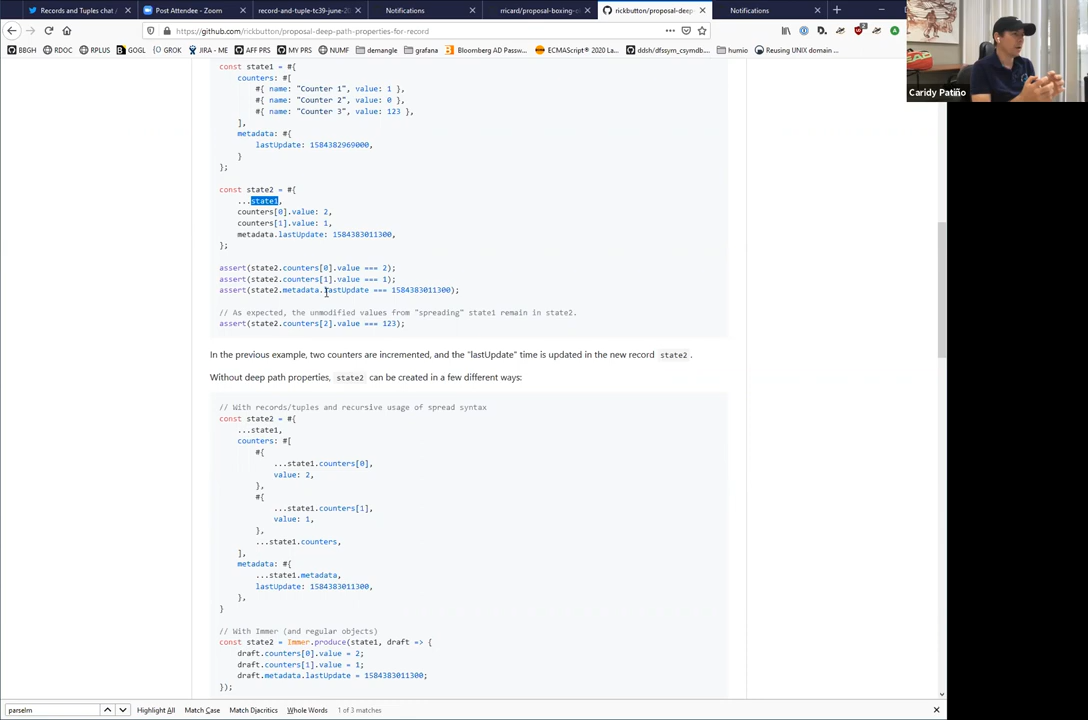 Records and Tuples chat /
Post Attendee - Zoom
record-and-tuple-tc39-june-20
Notifications
rricard/proposal-boxing-e
rickbutton/proposal-deep-
Notifications
https://github.com/rickbutton/proposal-deep-path-properties-for-record
BBGH
RDOC
RPLUS
GOGL
GROK
JIRA - ME
AFF PRS
MY PRS
NUMF
demangle
grafana
Bloomberg AD Passw...
ECMAScript® 2020 La...
ddsh/dfssym_csymdb.
humio
Reusing UNIX domain ...
Caridy Patiño
const state1 = #{
counters: #[
#{ name: "Counter 1", value: 1 },
#{ name: "Counter 2", value: 0 },
#{ name: "Counter 3", value: 123 },
],
metadata: #{
lastUpdate: 1584382969000,
}
};
const state2 = #{
...state1,
counters[0].value: 2,
counters[1].value: 1,
metadata.lastUpdate: 1584383011300,
};
assert(state2.counters[0].value === 2);
assert(state2.counters[1].value === 1);
assert(state2.metadata.lastUpdate === 1584383011300);
// As expected, the unmodified values from "spreading" state1 remain in state2.
assert(state2.counters[2].value === 123);
In the previous example, two counters are incremented, and the "lastUpdate" time is updated in the new record state2 .
Without deep path properties, state2 can be created in a few different ways:
// With records/tuples and recursive usage of spread syntax
const state2 = #{
...state1,
counters: #[
#{
...state1.counters[0],
value: 2,
},
#{
...state1.counters[1],
value: 1,
},
...state1.counters,
],
metadata: #{
...state1.metadata,
lastUpdate: 1584383011300,
},
}
// With Immer (and regular objects)
const state2 = Immer.produce(state1, draft => {
draft.counters[0].value = 2;
draft.counters[1].value = 1;
draft.metadata.lastUpdate = 1584383011300;
});
parseIm
Highlight All
Match Case
Match Diacritics
Whole Words
1 of 3 matches